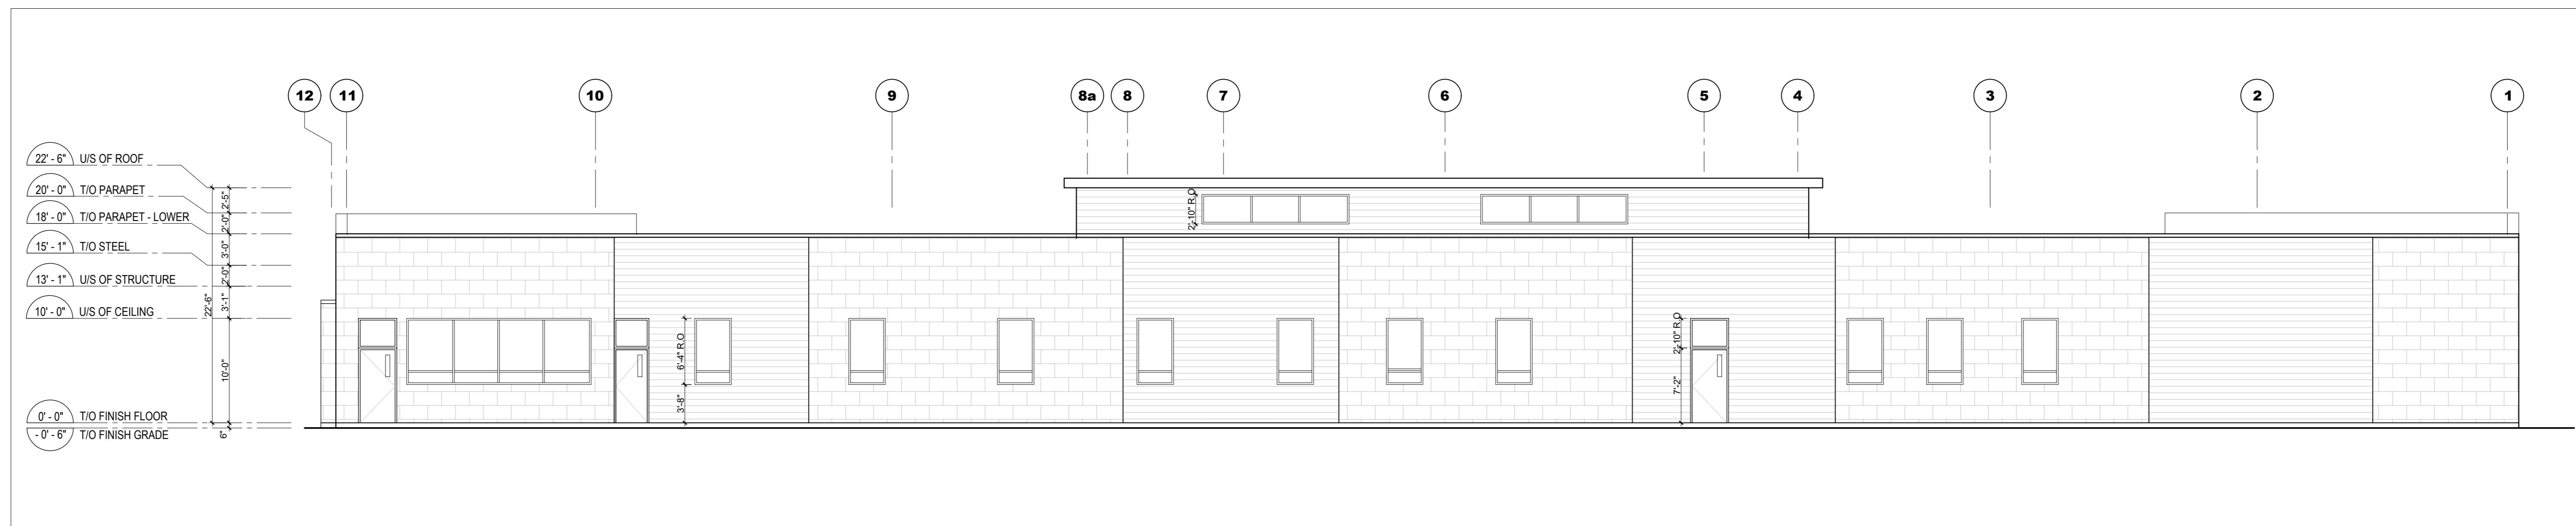 12 11 10 9 8a 8 7 6 5 4 3 2 1
22' - 6" U/S OF ROOF
20' - 0" T/O PARAPET
18' - 0" T/O PARAPET - LOWER
15' - 1" T/O STEEL
13' - 1" U/S OF STRUCTURE
10' - 0" U/S OF CEILING
0' - 0" T/O FINISH FLOOR
- 0' - 6" T/O FINISH GRADE
22'-6"
2'-5"
2'-0"
3'-0"
2'-0"
3'-1"
10'-0"
6"
6'-4" R.O
3'-8"
2'-10" R.O
2'-10" R.O
7'-2"